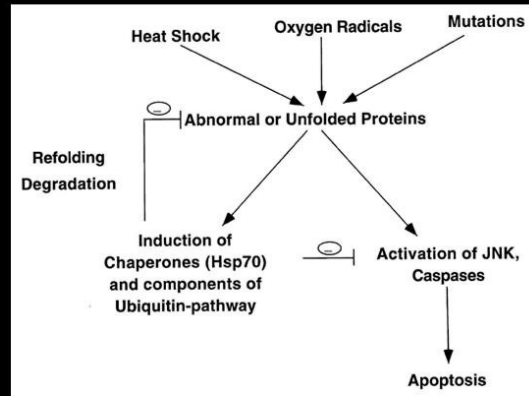 Heat Shock
Oxygen Radicals
Mutations
Abnormal or Unfolded Proteins
Refolding
Degradation
Induction of
Chaperones (Hsp70)
and components of
Ubiquitin-pathway
Activation of JNK,
Caspases
Apoptosis